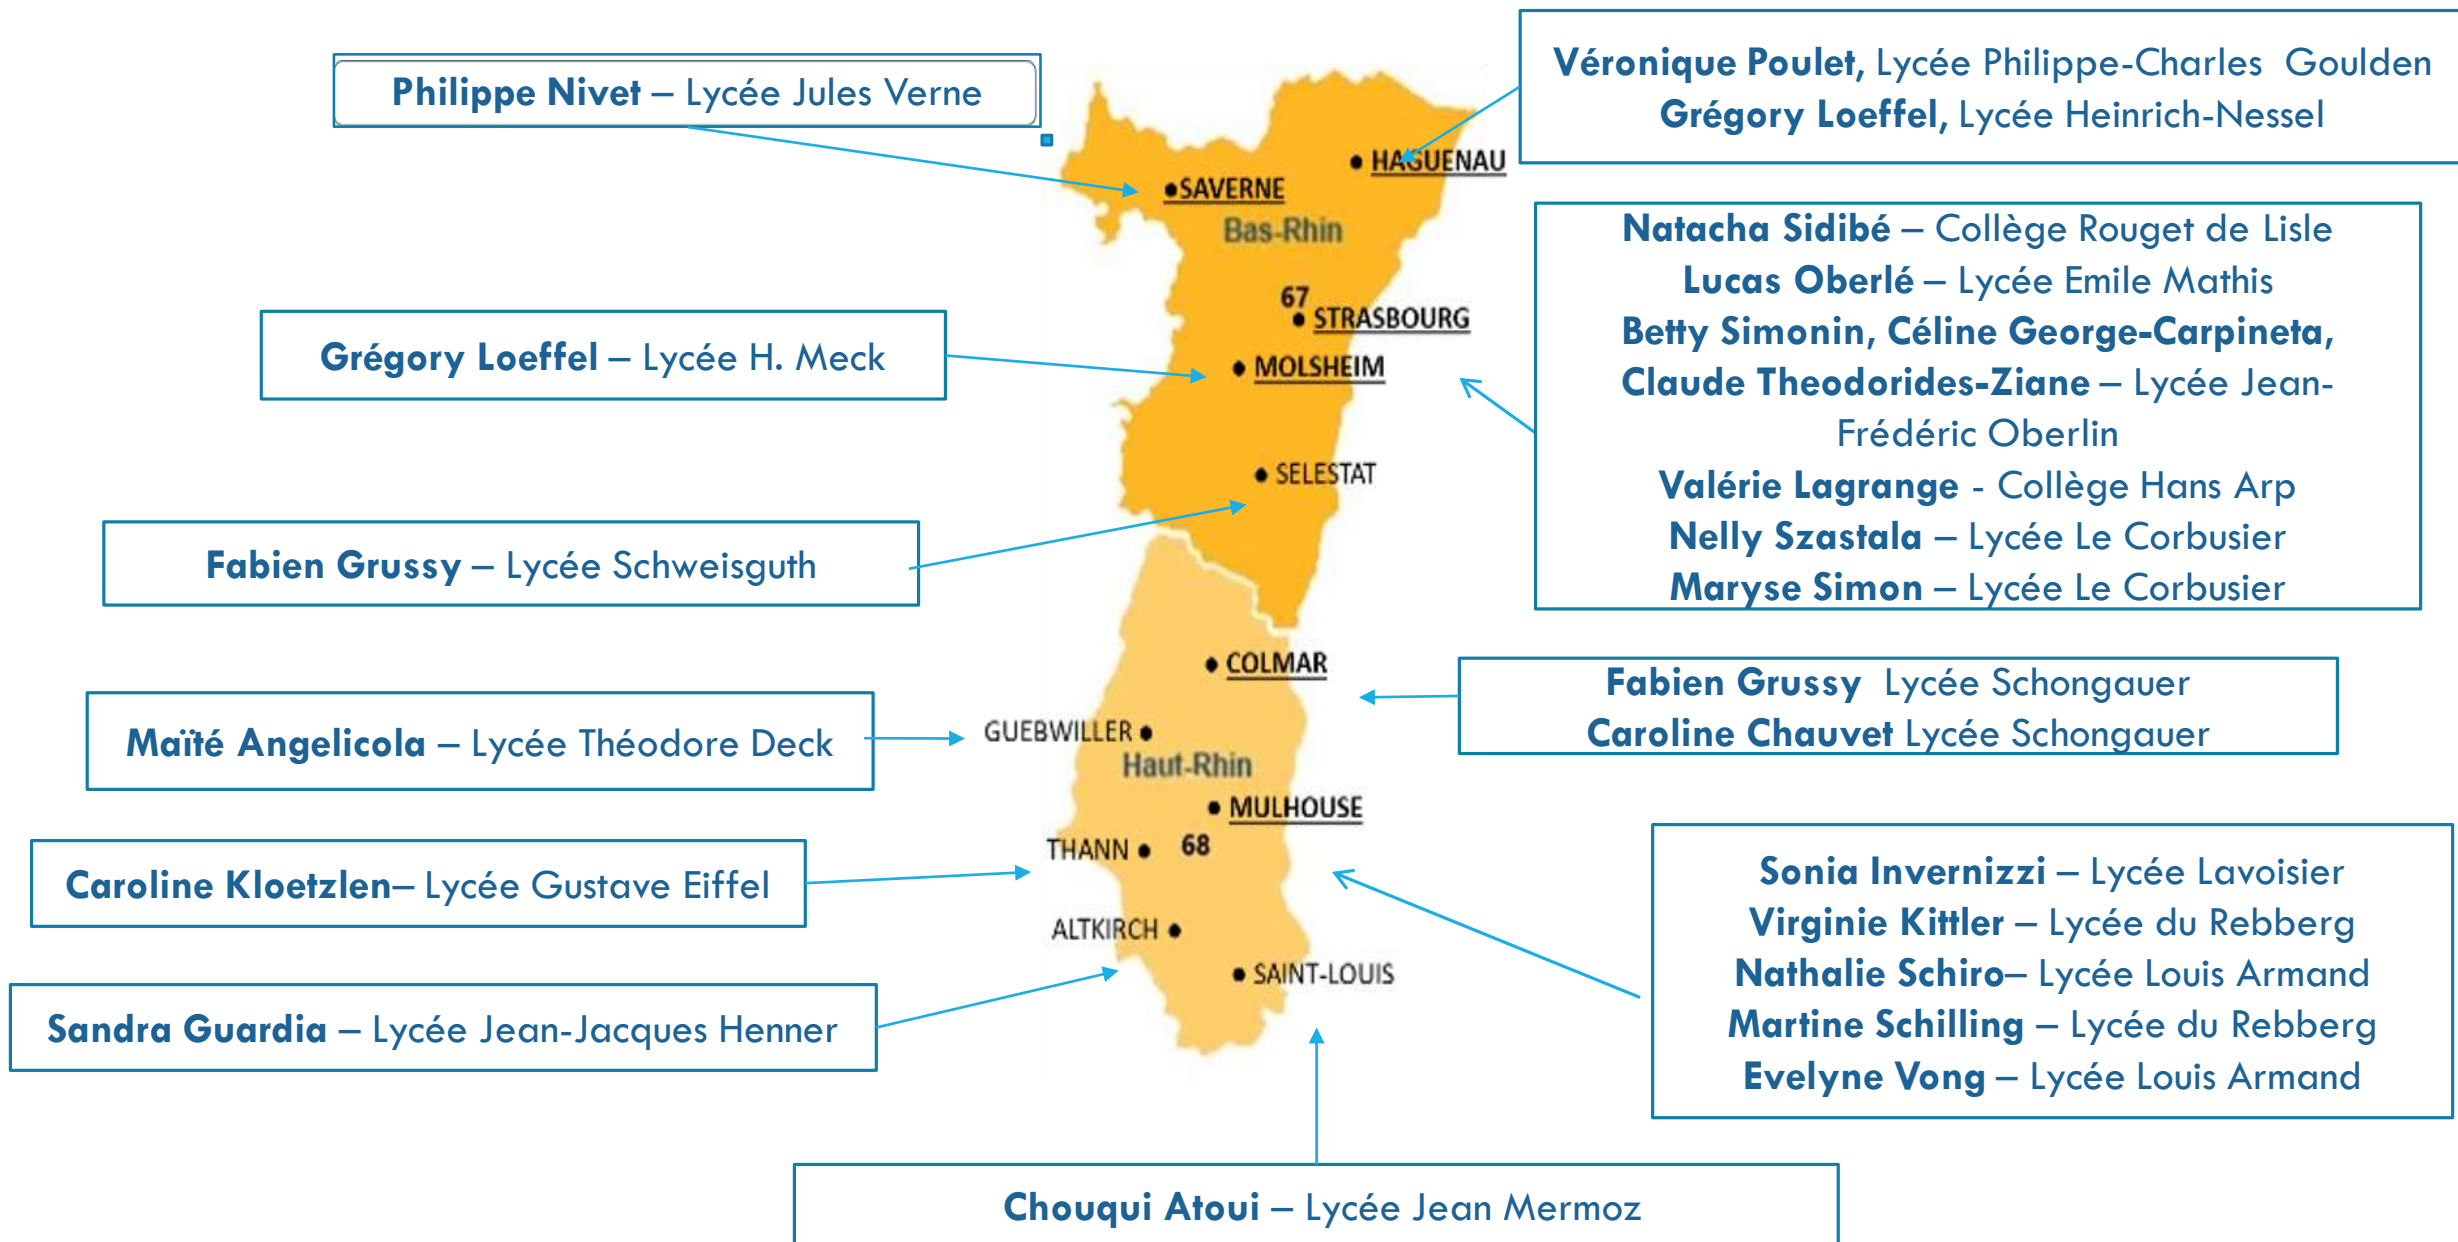 Philippe Nivet – Lycée Jules Verne
Véronique Poulet, Lycée Philippe-Charles Goulden
Grégory Loeffel, Lycée Heinrich-Nessel
HAGUENAU
SAVERNE
Bas-Rhin
Natacha Sidibé – Collège Rouget de Lisle
Lucas Oberlé – Lycée Emile Mathis
Betty Simonin, Céline George-Carpineta,
Claude Theodorides-Ziane – Lycée Jean-
Frédéric Oberlin
Valérie Lagrange - Collège Hans Arp
Nelly Szastala – Lycée Le Corbusier
Maryse Simon – Lycée Le Corbusier
67
STRASBOURG
Grégory Loeffel – Lycée H. Meck
MOLSHEIM
SELESTAT
Fabien Grussy – Lycée Schweisguth
COLMAR
Fabien Grussy Lycée Schongauer
Caroline Chauvet Lycée Schongauer
Maïté Angelicola – Lycée Théodore Deck
GUEBWILLER
Haut-Rhin
MULHOUSE
THANN
68
Caroline Kloetzlen– Lycée Gustave Eiffel
Sonia Invernizzi – Lycée Lavoisier
Virginie Kittler – Lycée du Rebberg
Nathalie Schiro– Lycée Louis Armand
Martine Schilling – Lycée du Rebberg
Evelyne Vong – Lycée Louis Armand
ALTKIRCH
SAINT-LOUIS
Sandra Guardia – Lycée Jean-Jacques Henner
Chouqui Atoui – Lycée Jean Mermoz